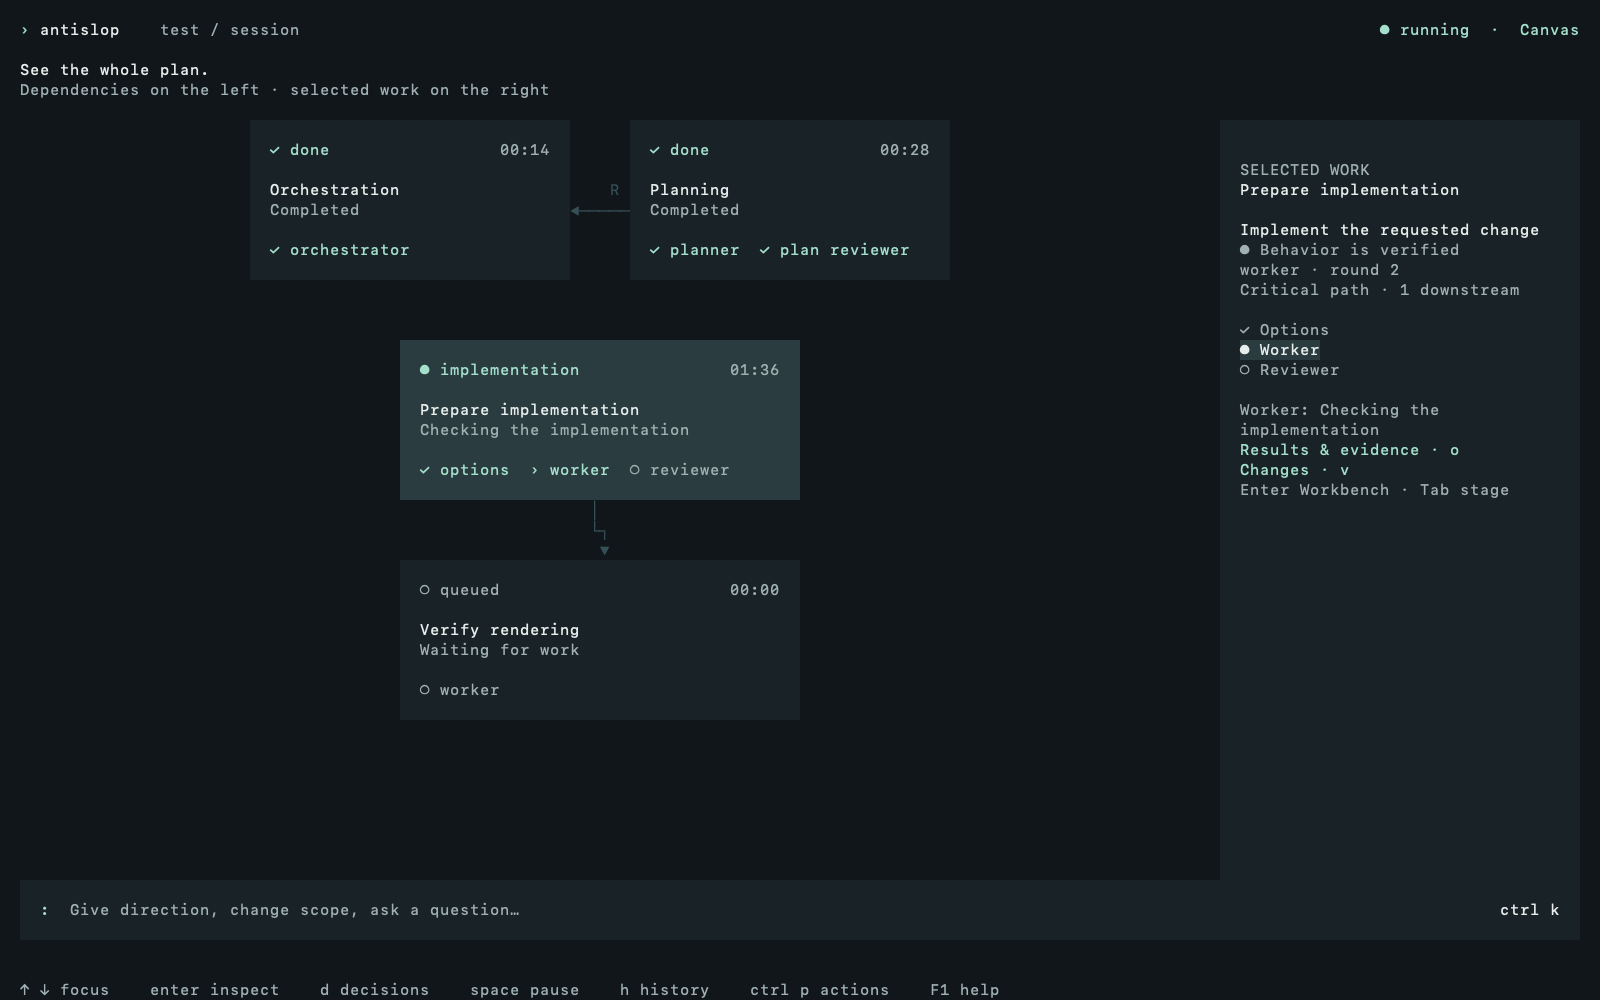 › antislop    test / session    ● running  ·  Canvas
See the whole plan.
Dependencies on the left · selected work on the right
✓ done    00:14
Orchestration
Completed
✓ orchestrator
R
✓ done    00:28
Planning
Completed
✓ planner  ✓ plan reviewer
● implementation    01:36
Prepare implementation
Checking the implementation
✓ options  › worker  ○ reviewer
○ queued    00:00
Verify rendering
Waiting for work
○ worker
SELECTED WORK
Prepare implementation
Implement the requested change
● Behavior is verified
worker · round 2
Critical path · 1 downstream
✓ Options
● Worker
○ Reviewer
Worker: Checking the
implementation
Results & evidence · o
Changes · v
Enter Workbench · Tab stage
:  Give direction, change scope, ask a question…    ctrl k
↑ ↓ focus    enter inspect    d decisions    space pause    h history    ctrl p actions    F1 help